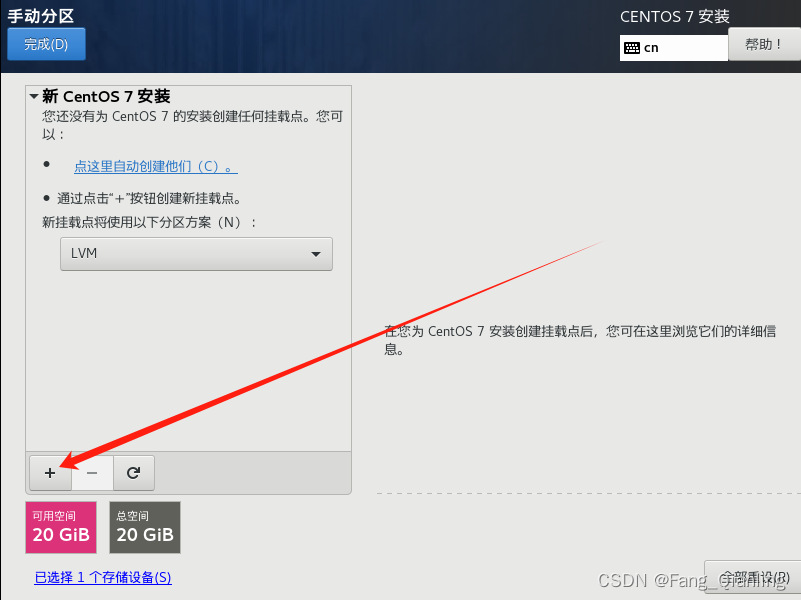 手动分区
CENTOS 7 安装
完成(D)
cn
帮助！
新 CentOS 7 安装
您还没有为 CentOS 7 的安装创建任何挂载点。您可
以：
点这里自动创建他们（C）。
通过点击“+”按钮创建新挂载点。
新挂载点将使用以下分区方案（N）：
LVM
在您为 CentOS 7 安装创建挂载点后，您可在这里浏览它们的详细信
息。
+
−
可用空间
20 GiB
总空间
20 GiB
已选择 1 个存储设备(S)
全部重设(R)
CSDN @Fang_